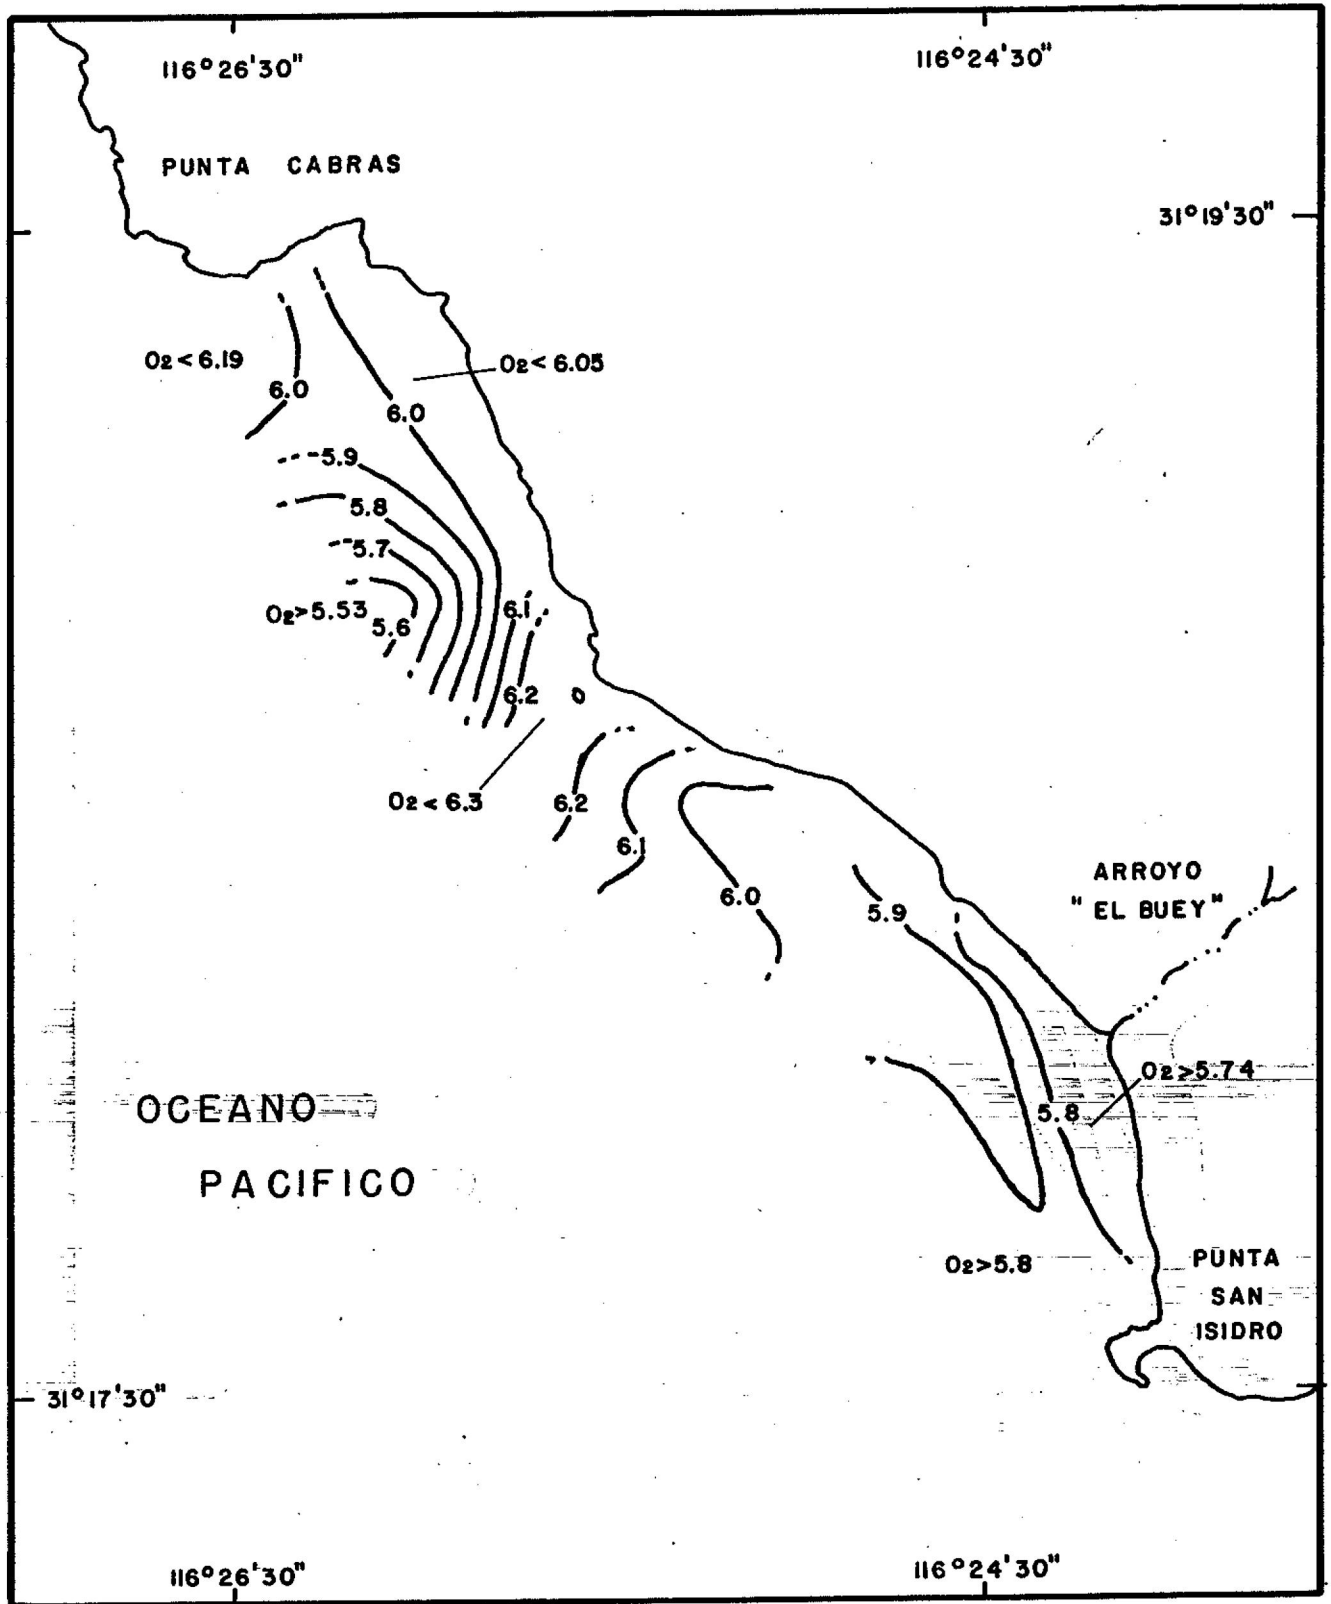 116°26'30"
116°24'30"
PUNTA CABRAS
31°19'30"
O2<6.19
O2<6.05
6.0
6.0
5.9
5.8
5.7
O2>5.53
5.6
6.1
6.2
O2<6.3
6.2
6.1
6.0
5.9
ARROYO
"EL BUEY"
O2>5.74
5.8
OCEANO
PACIFICO
O2>5.8
PUNTA
SAN
ISIDRO
31°17'30"
116°26'30"
116°24'30"